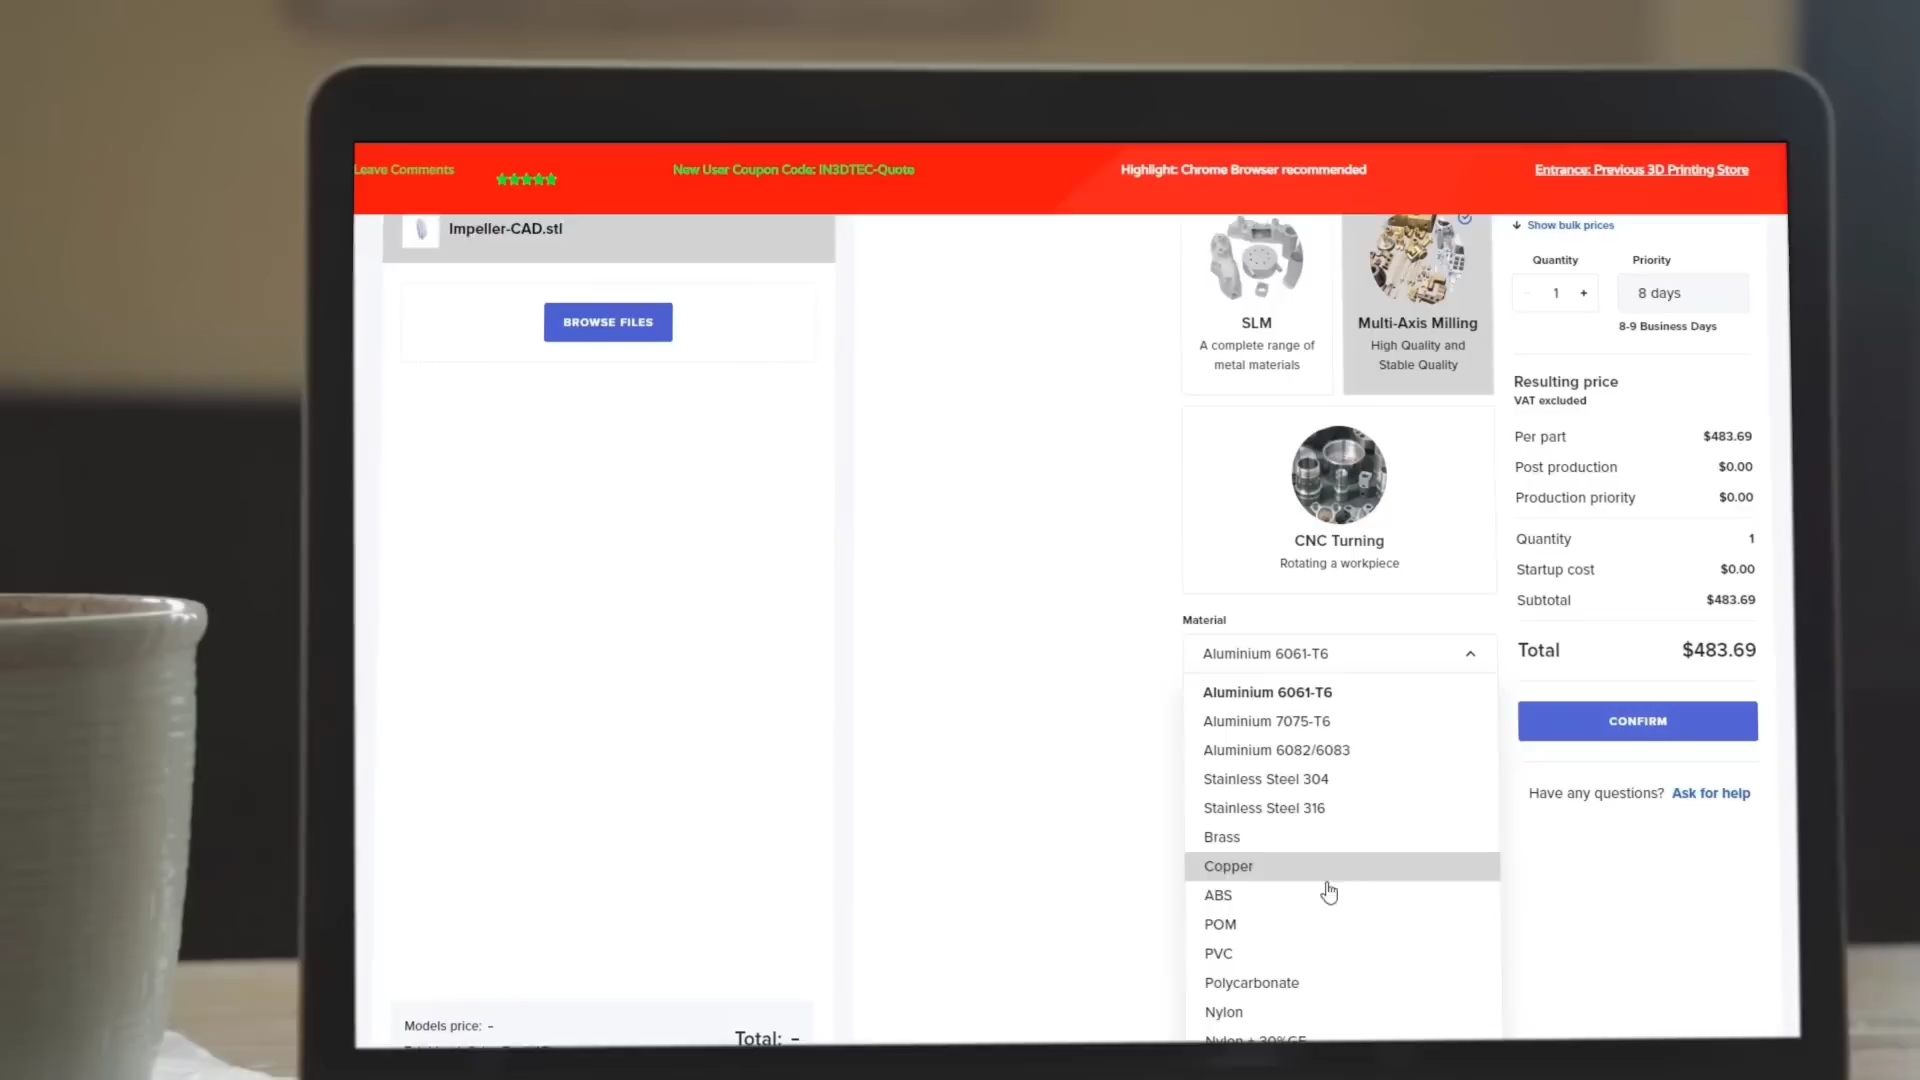 Leave Comments
New User Coupon Code: IN3DTEC-Quote
Highlight: Chrome Browser recommended
Entrance: Previous 3D Printing Store
Impeller-CAD.stl
BROWSE FILES
SLM
A complete range of
metal materials
Multi-Axis Milling
High Quality and
Stable Quality
CNC Turning
Rotating a workpiece
Material
Aluminium 6061-T6
Aluminium 6061-T6
Aluminium 7075-T6
Aluminium 6082/6083
Stainless Steel 304
Stainless Steel 316
Brass
Copper
ABS
POM
PVC
Polycarbonate
Nylon
Nylon + 30%GF
Show bulk prices
Quantity
Priority
- 1 +
8 days
8-9 Business Days
Resulting price
VAT excluded
Per part $483.69
Post production $0.00
Production priority $0.00
Quantity 1
Startup cost $0.00
Subtotal $483.69
Total $483.69
CONFIRM
Have any questions? Ask for help
Models price: -
Total: -